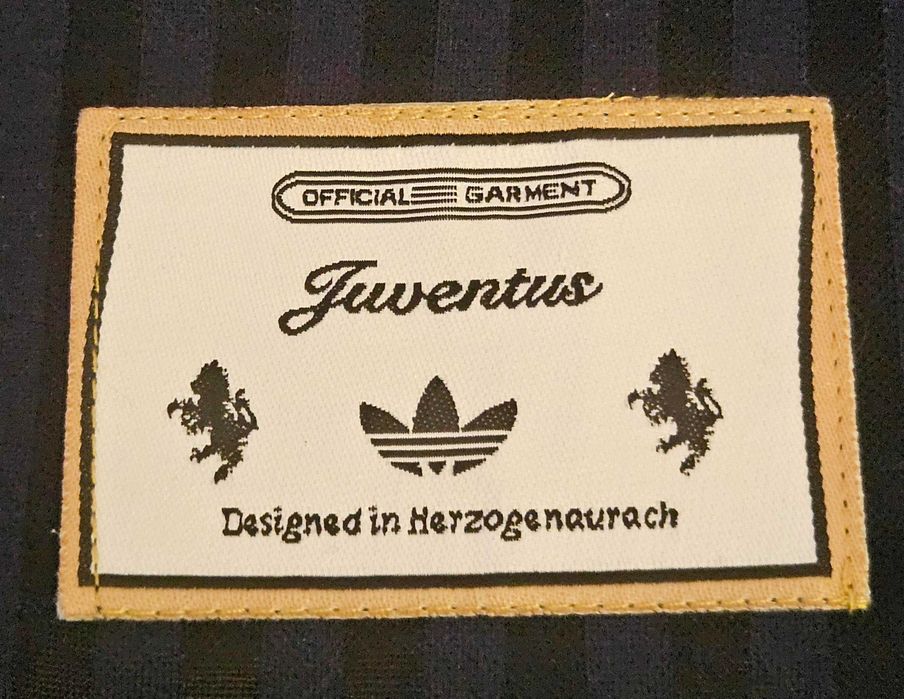 OFFICIAL GARMENT
Juventus
Designed in Herzogenaurach